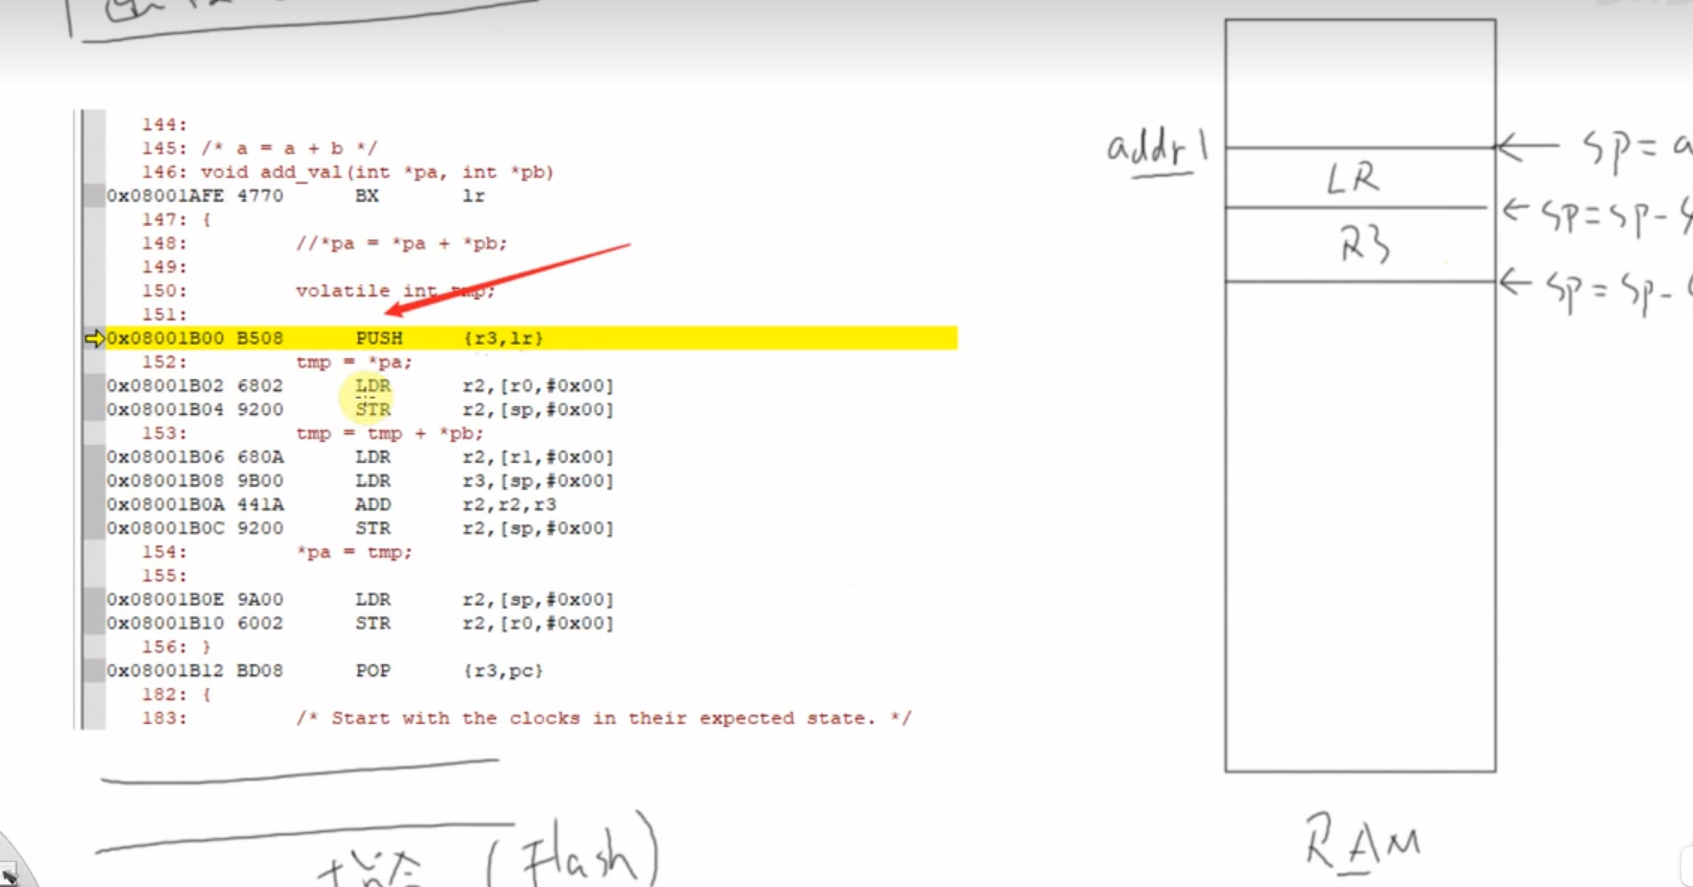 144:
145: /* a = a + b */
146: void add_val(int *pa, int *pb)
0x08001AFE 4770 BX lr
147: {
148: //*pa = *pa + *pb;
149:
150: volatile int tmp;
151:
0x08001B00 B508 PUSH {r3,lr}
152: tmp = *pa;
0x08001B02 6802 LDR r2,[r0,#0x00]
0x08001B04 9200 STR r2,[sp,#0x00]
153: tmp = tmp + *pb;
0x08001B06 680A LDR r2,[r1,#0x00]
0x08001B08 9B00 LDR r3,[sp,#0x00]
0x08001B0A 441A ADD r2,r2,r3
0x08001B0C 9200 STR r2,[sp,#0x00]
154: *pa = tmp;
155:
0x08001B0E 9A00 LDR r2,[sp,#0x00]
0x08001B10 6002 STR r2,[r0,#0x00]
156: }
0x08001B12 BD08 POP {r3,pc}
182: {
183: /* Start with the clocks in their expected state. */
(Flash)
addr1
SP=
LR
SP=SP-
R3
SP=SP-
RAM